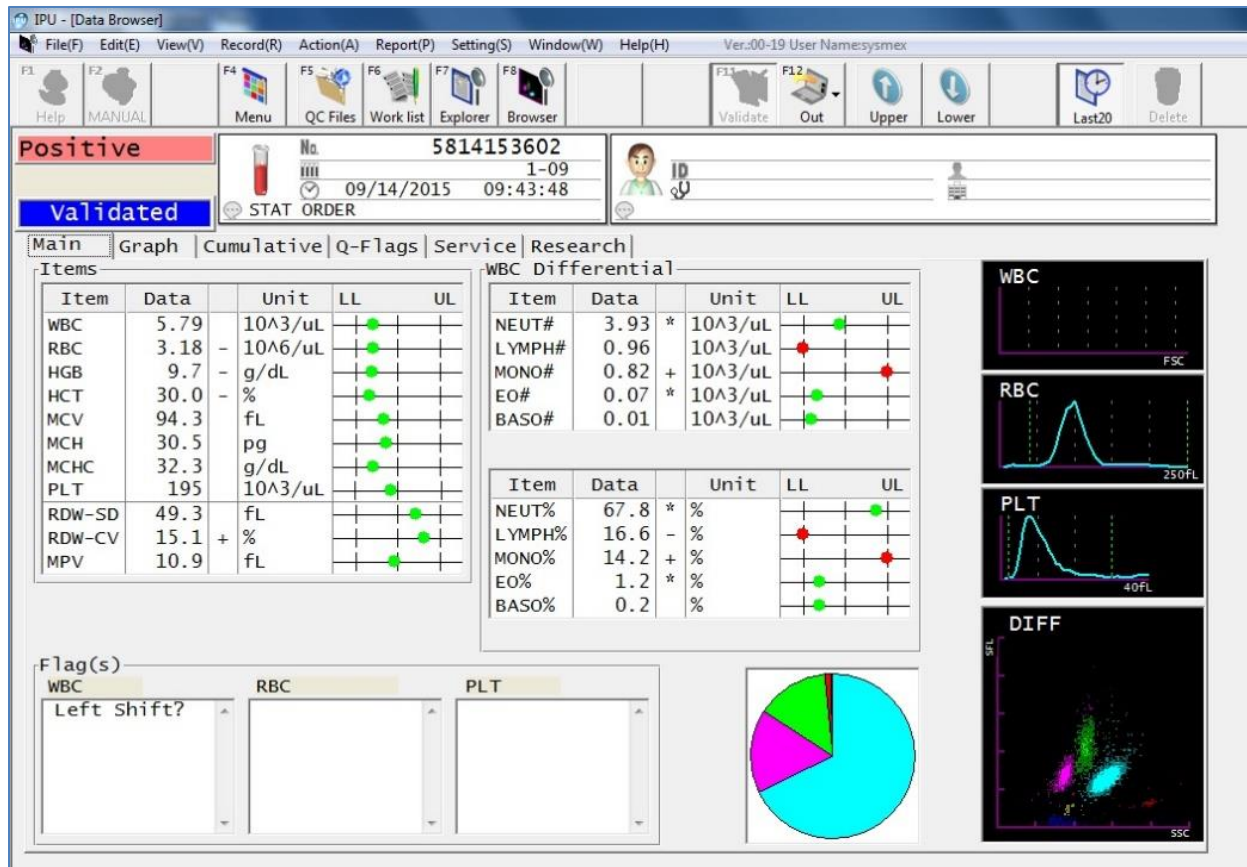 IPU - [Data Browser]
File(F) Edit(E) View(V) Record(R) Action(A) Report(P) Setting(S) Window(W) Help(H) Ver.:00-19 User Name:sysmex
F1 F2 F4 F5 F6 F7 F8 F11 F12
Help MANUAL Menu QC Files Work list Explorer Browser Validate Out Upper Lower Last20 Delete
Positive
No. 5814153602
1-09
ID
09/14/2015 09:43:48
Validated
STAT ORDER
Main Graph Cumulative Q-Flags Service Research
Items
Item Data Unit LL UL
WBC 5.79 10^3/uL
RBC 3.18 - 10^6/uL
HGB 9.7 - g/dL
HCT 30.0 - %
MCV 94.3 fL
MCH 30.5 pg
MCHC 32.3 g/dL
PLT 195 10^3/uL
RDW-SD 49.3 fL
RDW-CV 15.1 + %
MPV 10.9 fL
WBC Differential
Item Data Unit LL UL
NEUT# 3.93 * 10^3/uL
LYMPH# 0.96 10^3/uL
MONO# 0.82 + 10^3/uL
EO# 0.07 * 10^3/uL
BASO# 0.01 10^3/uL
Item Data Unit LL UL
NEUT% 67.8 * %
LYMPH% 16.6 - %
MONO% 14.2 + %
EO% 1.2 * %
BASO% 0.2 %
WBC
FSC
RBC
250fL
PLT
40fL
DIFF
SFL
SSC
Flag(s)
WBC RBC PLT
Left Shift?